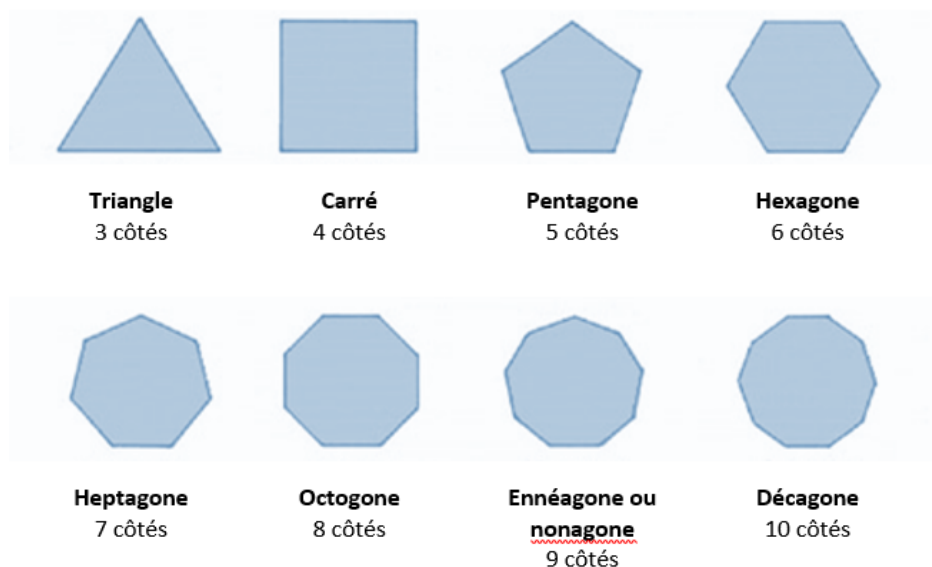 Triangle
3 côtés
Carré
4 côtés
Pentagone
5 côtés
Hexagone
6 côtés
Heptagone
7 côtés
Octogone
8 côtés
Ennéagone ou
nonagone
9 côtés
Décagone
10 côtés